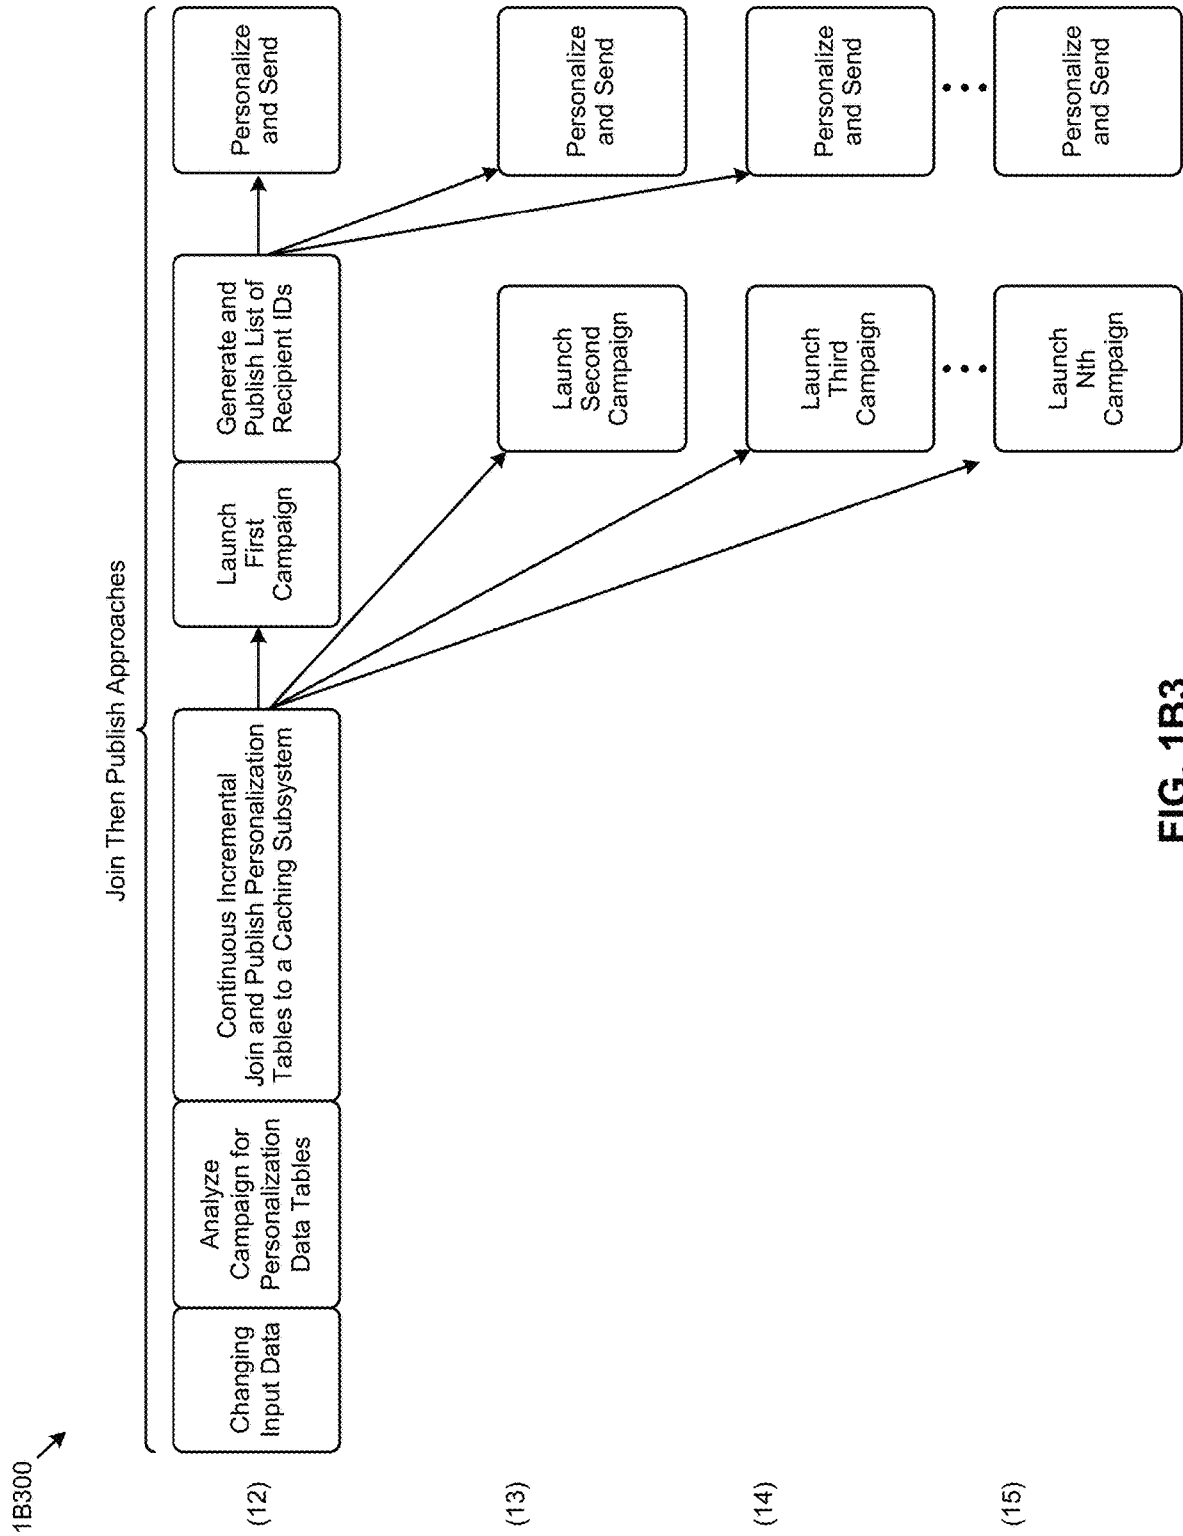 1B300
Join Then Publish Approaches
(12)
Changing
Input Data
Analyze
Campaign for
Personalization
Data Tables
Continuous Incremental
Join and Publish Personalization
Tables to a Caching Subsystem
Launch
First
Campaign
Generate and
Publish List of
Recipient IDs
Personalize
and Send
(13)
Launch
Second
Campaign
Personalize
and Send
(14)
Launch
Third
Campaign
Personalize
and Send
(15)
Launch
Nth
Campaign
Personalize
and Send
FIG. 1B3